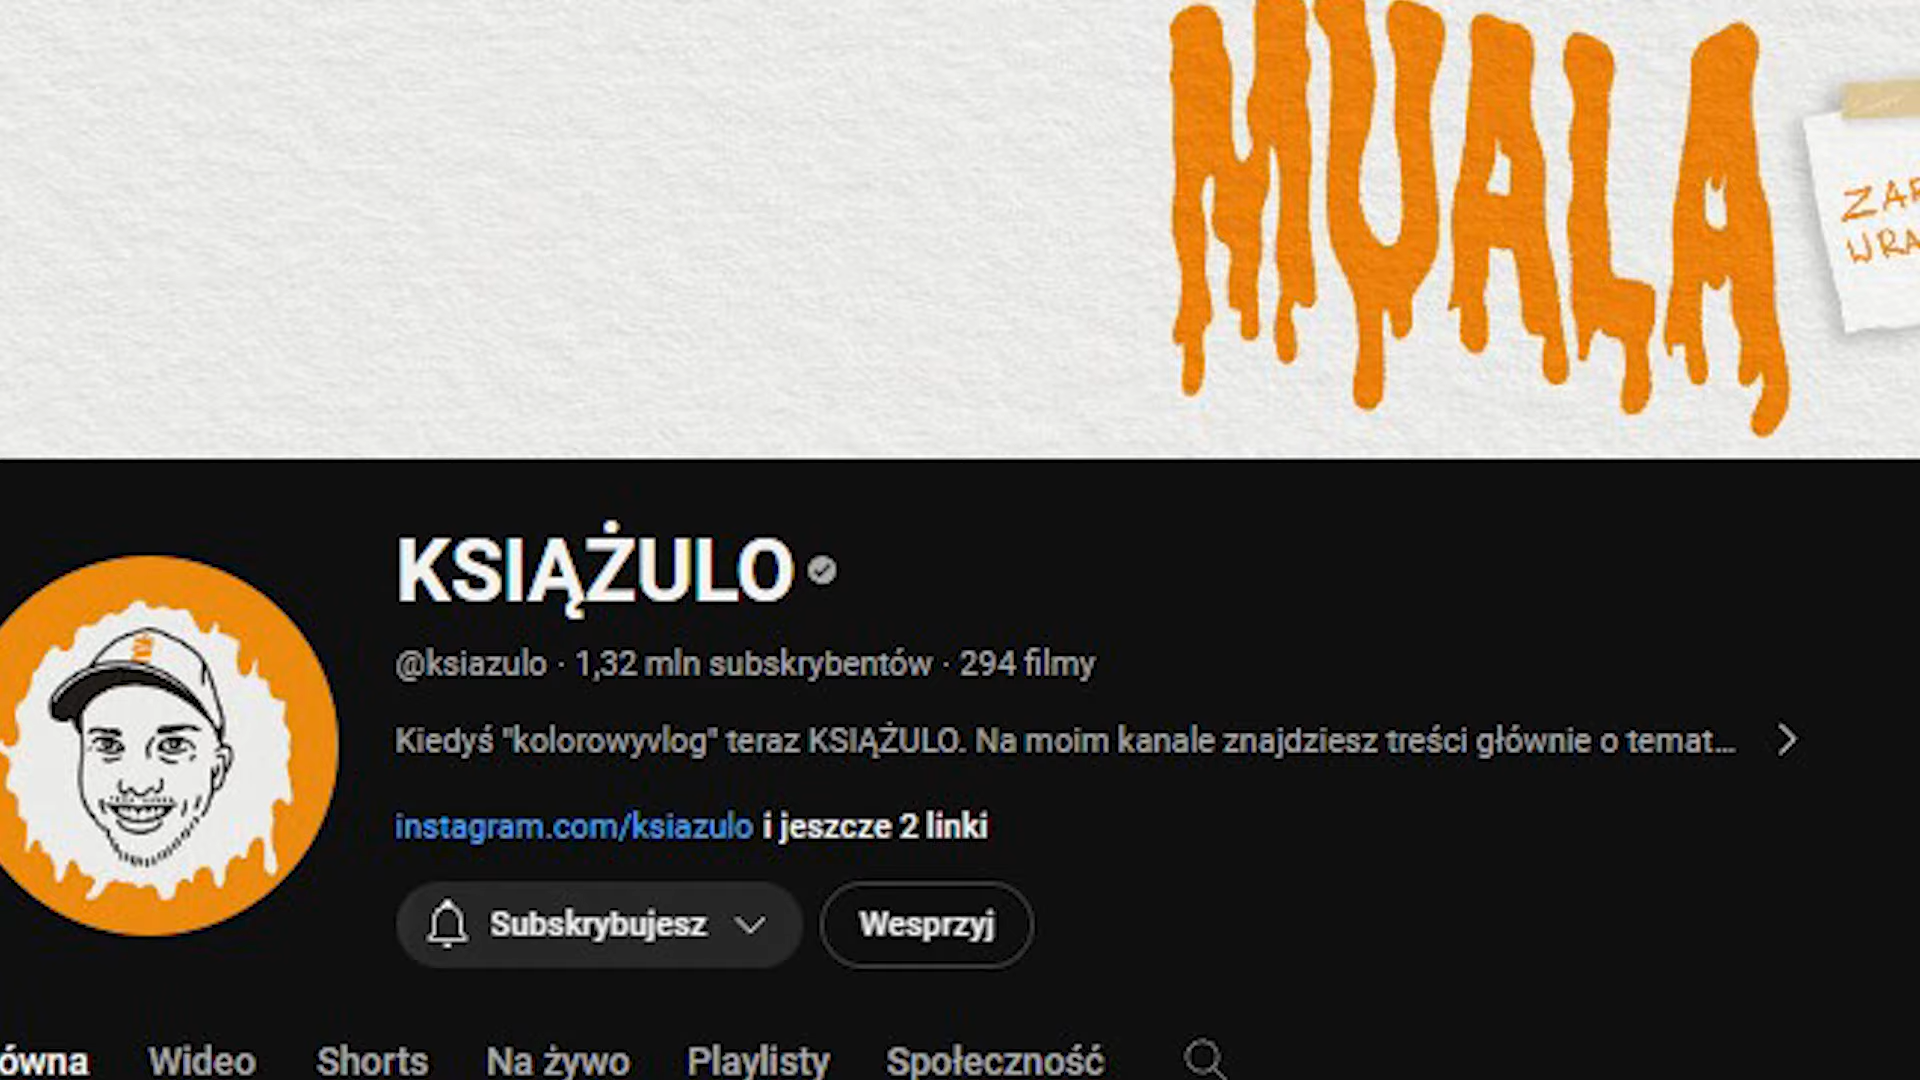 MUALA
KSIĄŻULO
@ksiazulo · 1,32 mln subskrybentów · 294 filmy
Kiedyś "kolorowyvlog" teraz KSIĄŻULO. Na moim kanale znajdziesz treści głównie o temat...
instagram.com/ksiazulo i jeszcze 2 linki
Subskrybujesz
Wesprzyj
ówna Wideo Shorts Na żywo Playlisty Społeczność